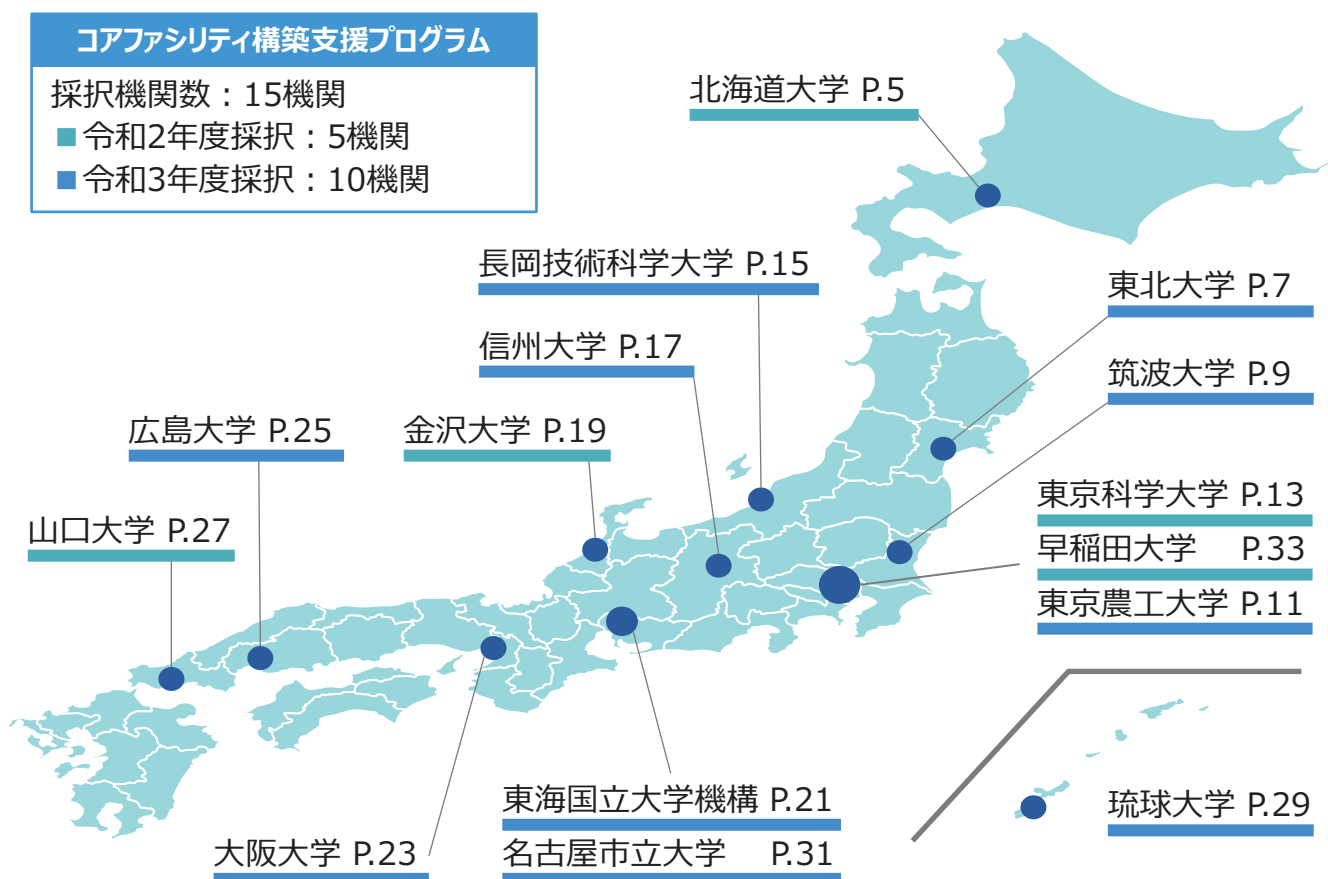 コアファシリティ構築支援プログラム
採択機関数：15機関
■令和2年度採択：5機関
■令和3年度採択：10機関
北海道大学 P.5
長岡技術科学大学 P.15
東北大学 P.7
信州大学 P.17
筑波大学 P.9
広島大学 P.25
金沢大学 P.19
東京科学大学 P.13
山口大学 P.27
早稲田大学 P.33
東京農工大学 P.11
東海国立大学機構 P.21
琉球大学 P.29
大阪大学 P.23
名古屋市立大学 P.31